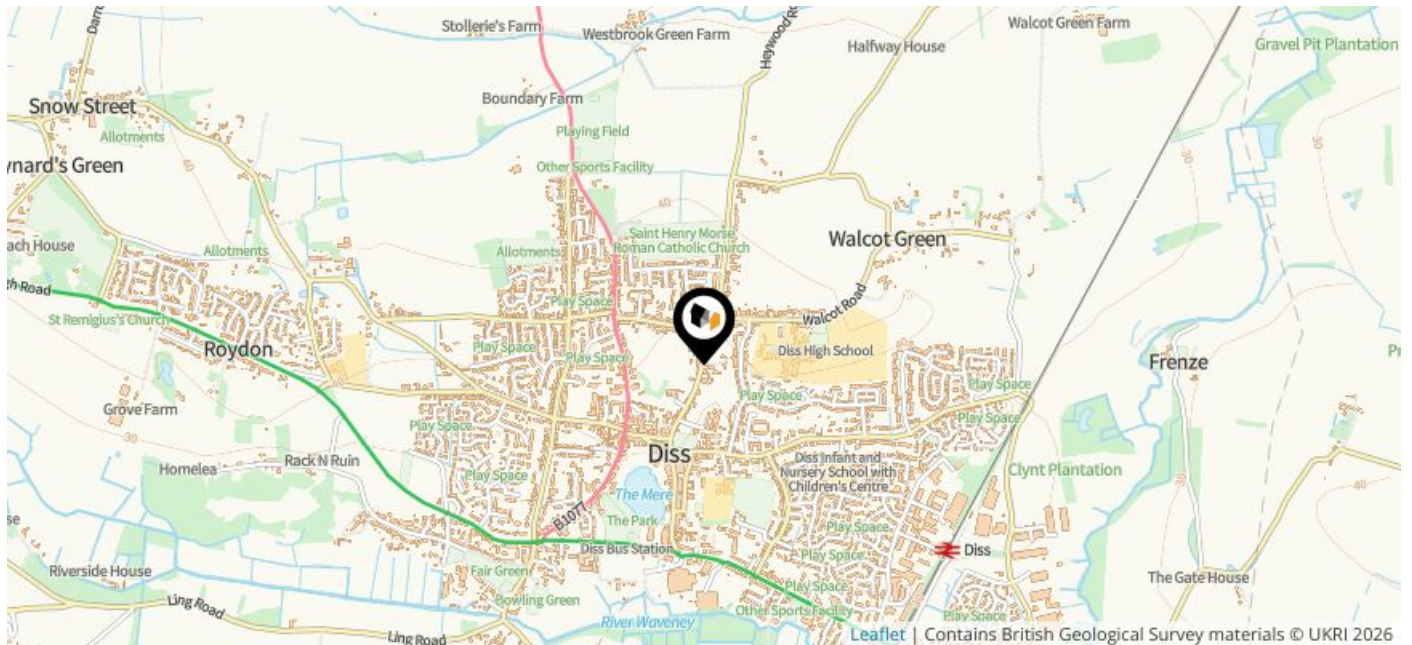 Stollerie's Farm
Westbrook Green Farm
Heywood
Halfway House
Walcot Green Farm
Gravel Pit Plantation
Snow Street
Allotments
Boundary Farm
Playing Field
Other Sports Facility
ynard's Green
ach House
Allotments
Allotments
Saint Henry Morse
Roman Catholic Church
Walcot Green
gh Road
St Remigius's Church
Play Space
Walcot Road
Roydon
Play Space
Play Space
Diss High School
Frenze
Grove Farm
Play Space
Play Space
Play Space
Play Space
Homelea
Rack N Ruin
Diss
Diss Infant and
Nursery School with
Children's Centre
Clynt Plantation
Play Space
The Mere
B1077
The Park
Play Space
Diss Bus Station
Play Space
Diss
Riverside House
Fair Green
Play Space
The Gate House
Ling Road
Bowling Green
Other Sports Facility
Play Space
River Waveney
Ling Road
Leaflet | Contains British Geological Survey materials © UKRI 2026